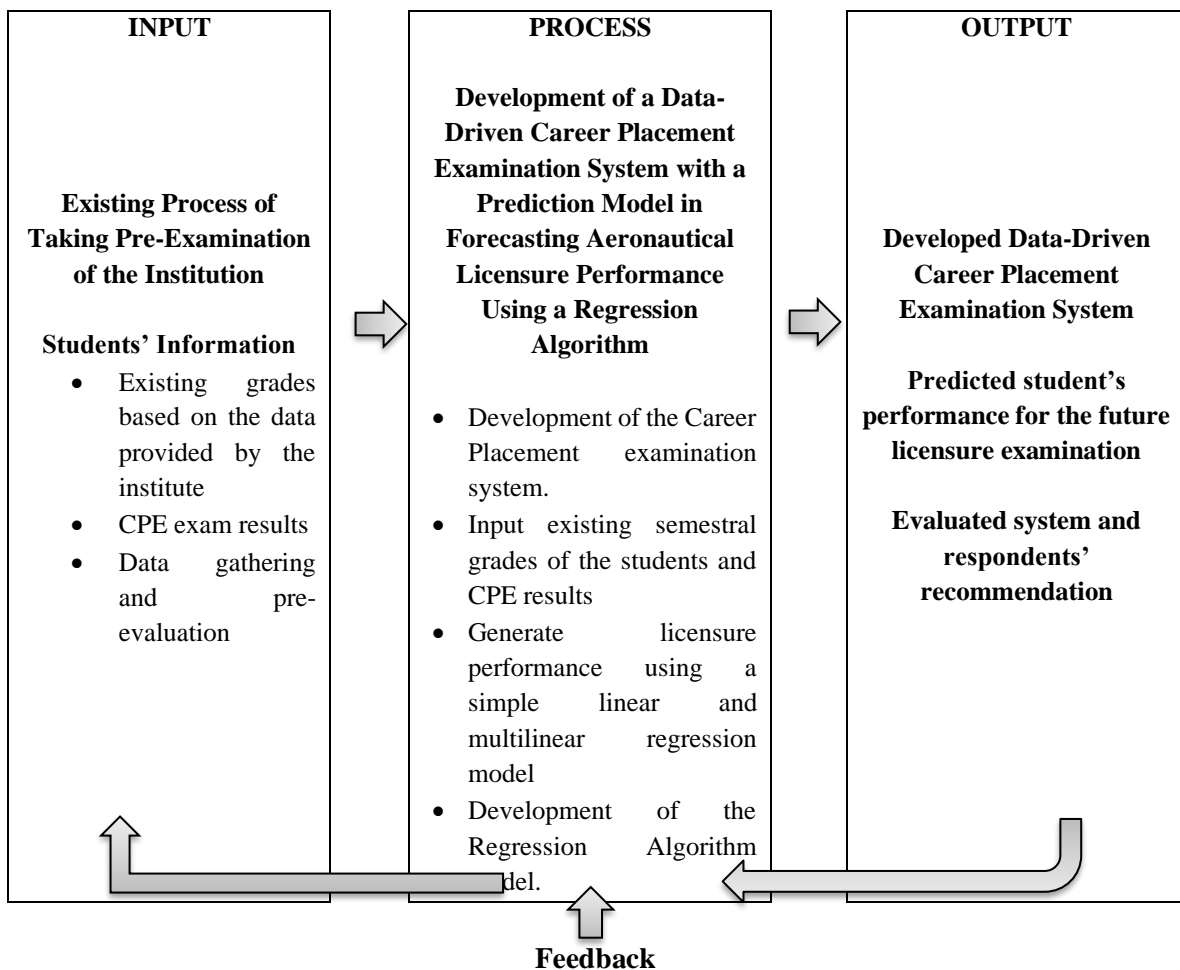 INPUT
Existing Process of
Taking Pre-Examination
of the Institution
Students’ Information
• Existing grades
based on the data
provided by the
institute
• CPE exam results
• Data gathering
and pre-
evaluation
PROCESS
Development of a Data-
Driven Career Placement
Examination System with a
Prediction Model in
Forecasting Aeronautical
Licensure Performance
Using a Regression
Algorithm
• Development of the Career
Placement examination
system.
• Input existing semestral
grades of the students and
CPE results
• Generate licensure
performance using a
simple linear and
multilinear regression
model
• Development of the
Regression Algorithm
del.
OUTPUT
Developed Data-Driven
Career Placement
Examination System
Predicted student’s
performance for the future
licensure examination
Evaluated system and
respondents’
recommendation
Feedback